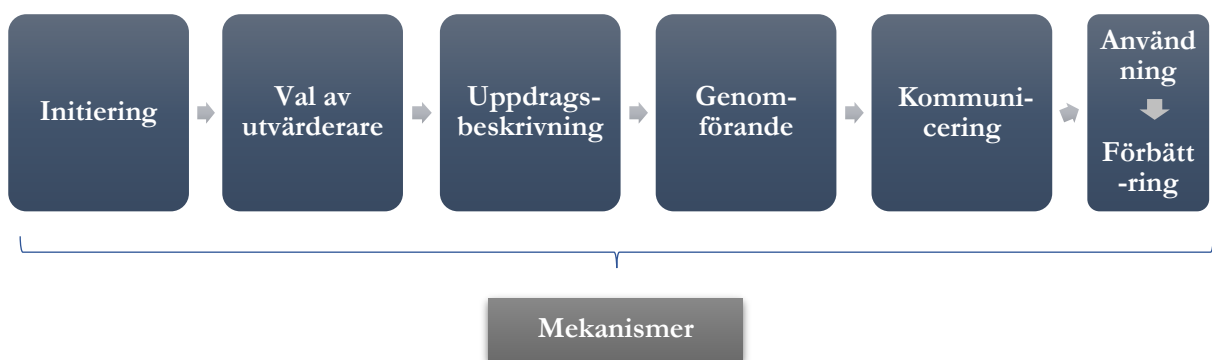 Initiering
Val av
utvärderare
Uppdrags-
beskrivning
Genom-
förande
Kommuni-
cering
Använd
ning
Förbätt
-ring
Mekanismer